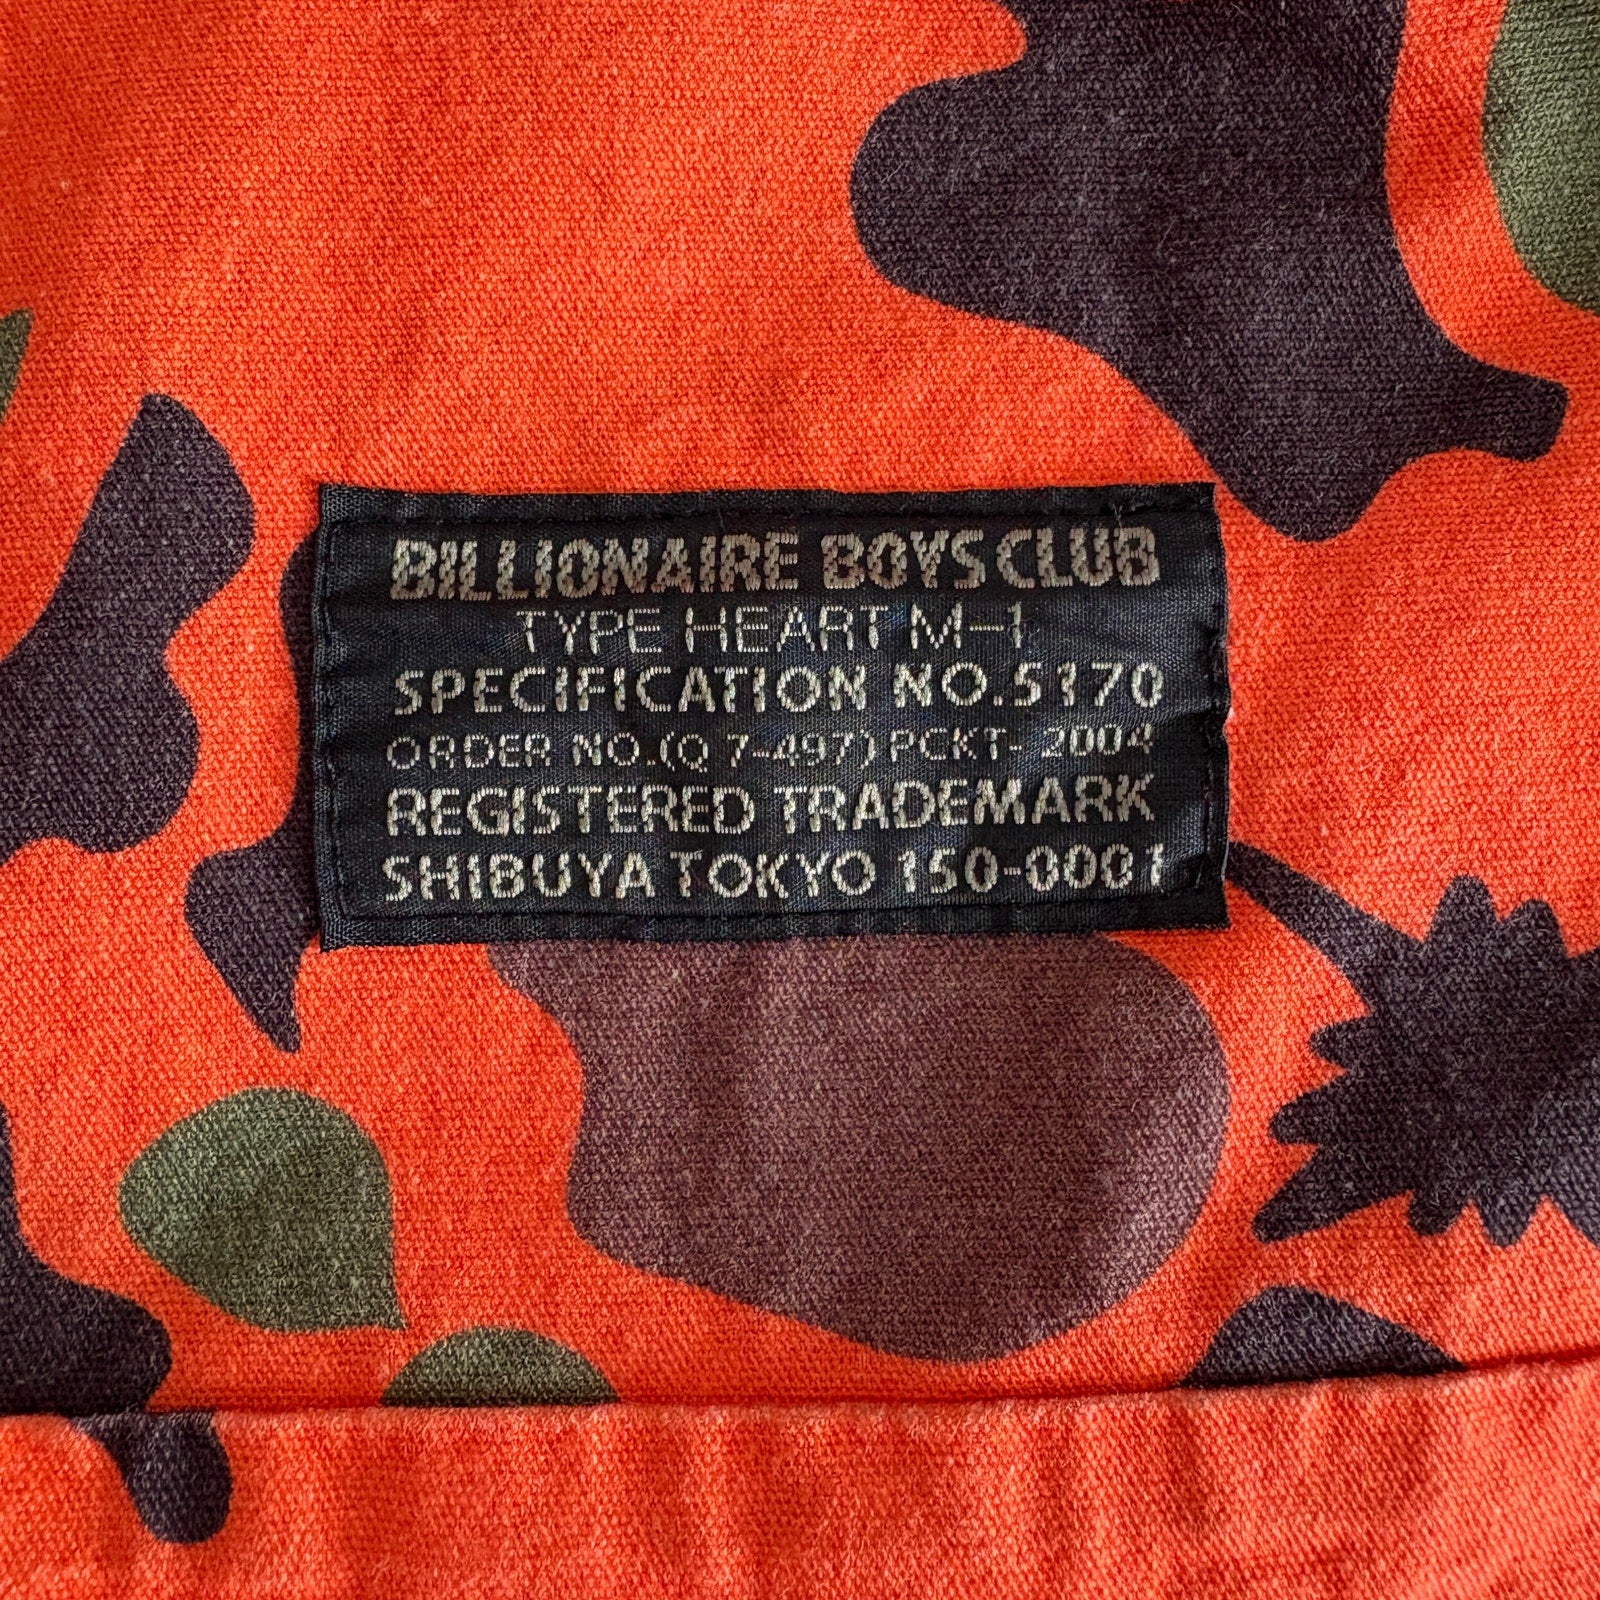 BILLIONAIRE BOYS CLUB
TYPE HEART M-1
SPECIFICATION NO.5170
ORDER NO.(Q 7-497) PCKT- 2004
REGISTERED TRADEMARK
SHIBUYA TOKYO 150-0001